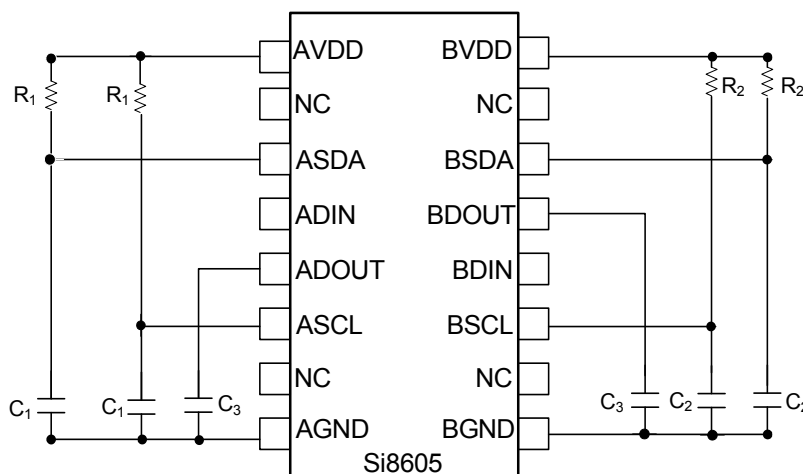 AVDD BVDD
R1 R1 R2 R2
NC NC
ASDA BSDA
ADIN BDOUT
ADOUT BDIN
ASCL BSCL
NC NC
C1 C1 C3 C3 C2 C2
AGND BGND
Si8605